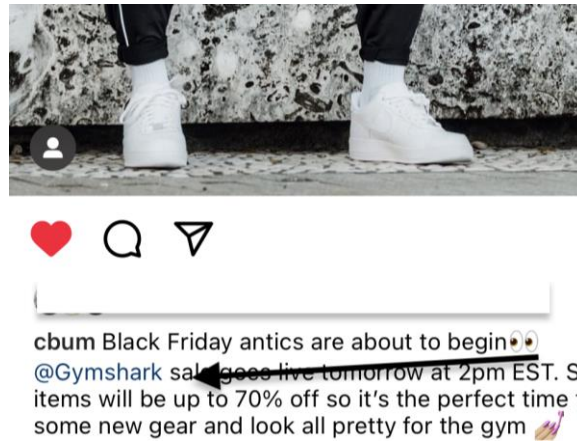 cbum Black Friday antics are about to begin👀
@Gymshark sale goes live tomorrow at 2pm EST. S
items will be up to 70% off so it's the perfect time
some new gear and look all pretty for the gym 💅🏼